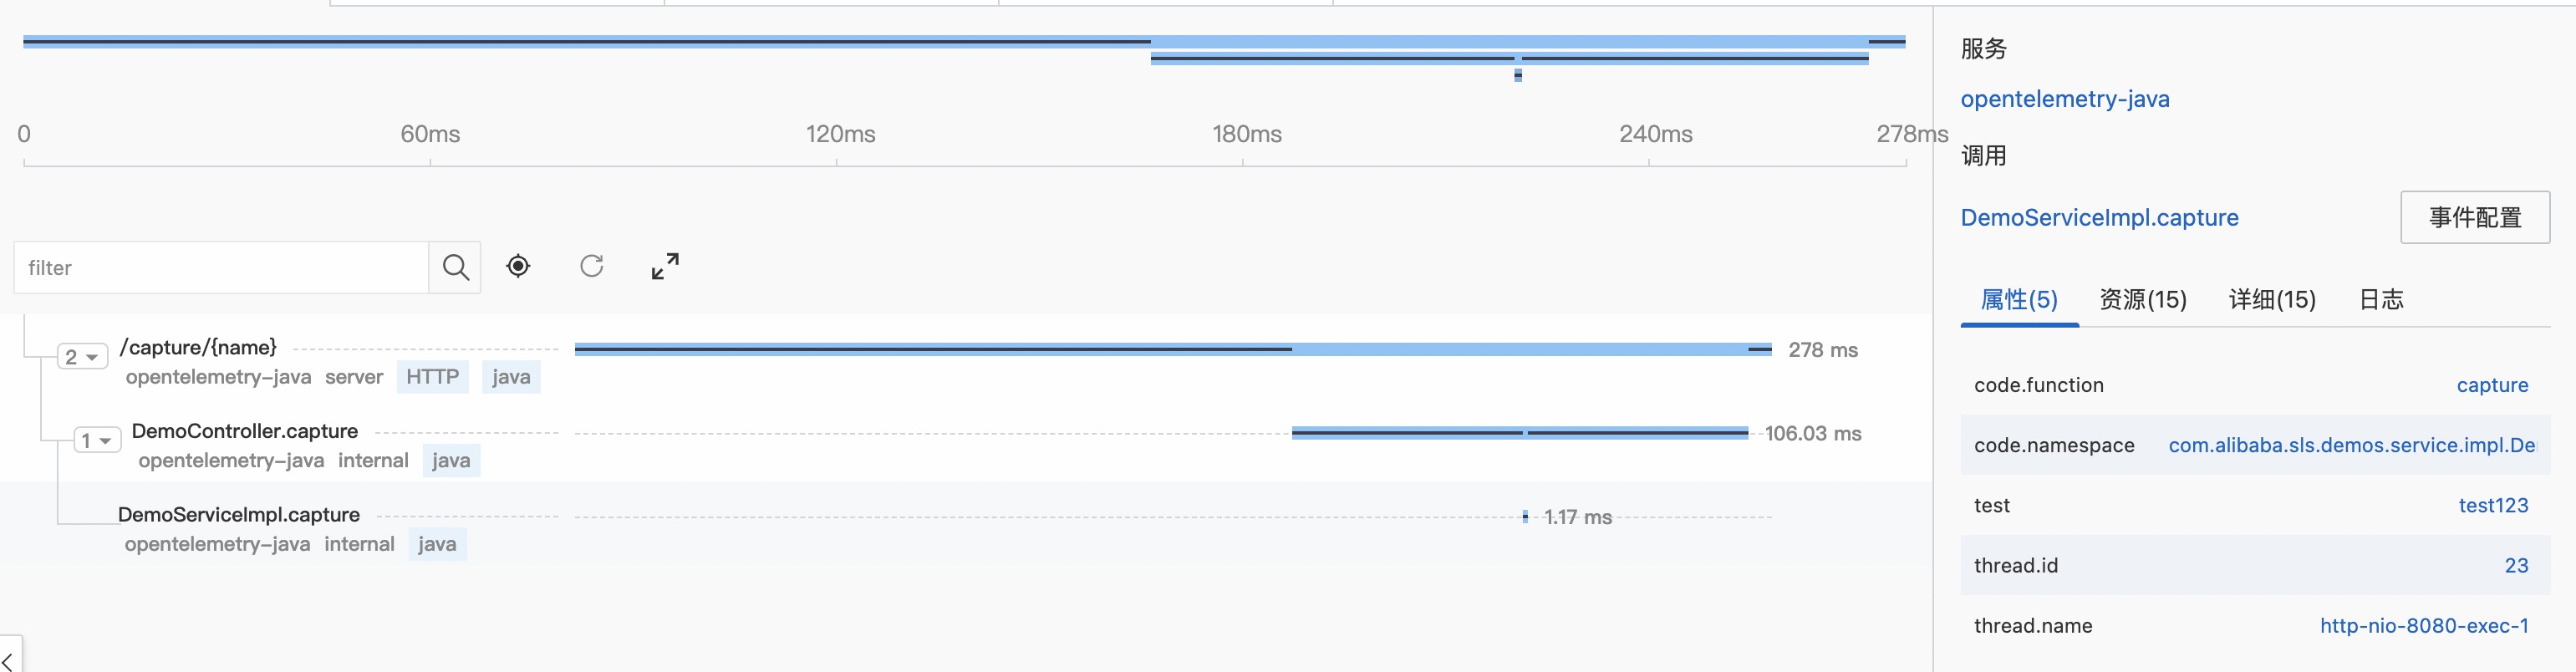 0
60ms
120ms
180ms
240ms
278ms
filter
2
/capture/{name}
278 ms
opentelemetry-java server HTTP java
1
DemoController.capture
106.03 ms
opentelemetry-java internal java
DemoServiceImpl.capture
1.17 ms
opentelemetry-java internal java
服务
opentelemetry-java
调用
DemoServiceImpl.capture
事件配置
属性(5) 资源(15) 详细(15) 日志
code.function capture
code.namespace com.alibaba.sls.demos.service.impl.De
test test123
thread.id 23
thread.name http-nio-8080-exec-1